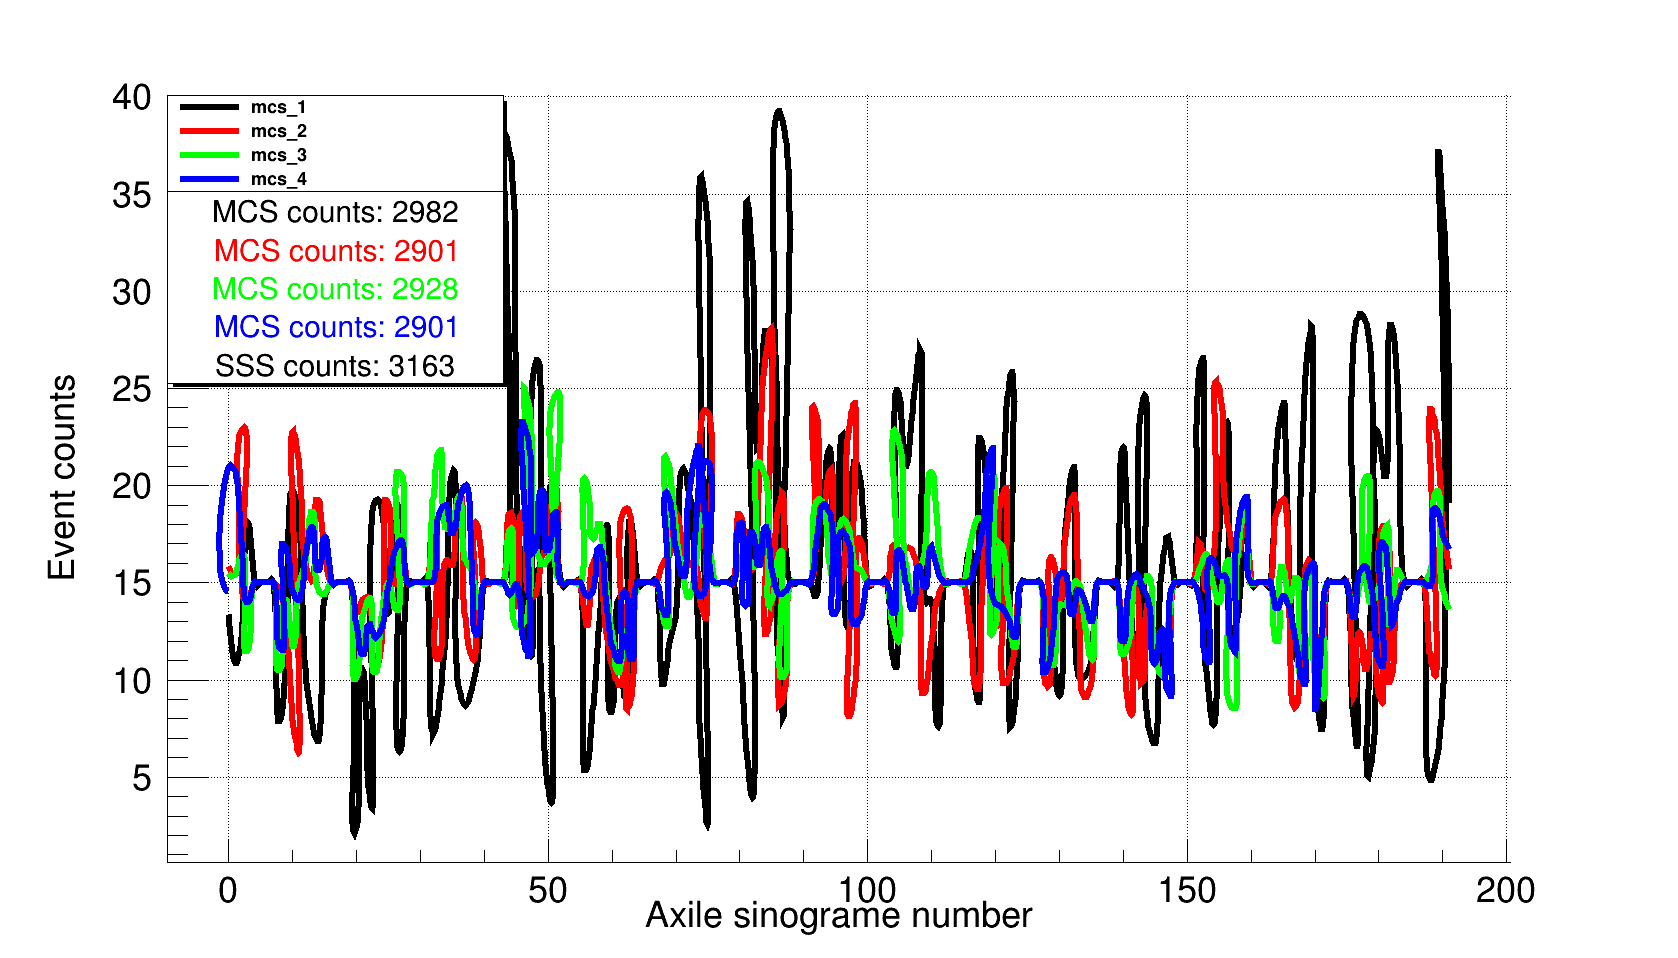 40
35
30
25
20
15
10
5
Event counts
mcs_1
mcs_2
mcs_3
mcs_4
MCS counts: 2982
MCS counts: 2901
MCS counts: 2928
MCS counts: 2901
SSS counts: 3163
0 50 100 150 200
Axile sinograme number